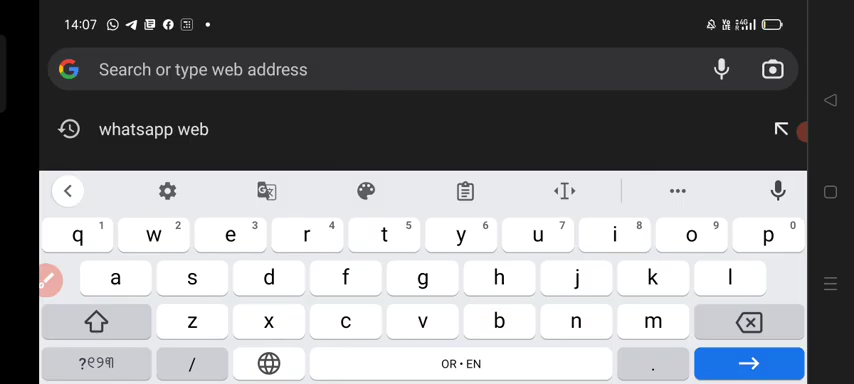 14:07
Search or type web address
whatsapp web
q 1 w 2 e 3 r 4 t 5 y 6 u 7 i 8 o 9 p 0
a s d f g h j k l
z x c v b n m
?୧୨୩ / OR • EN .